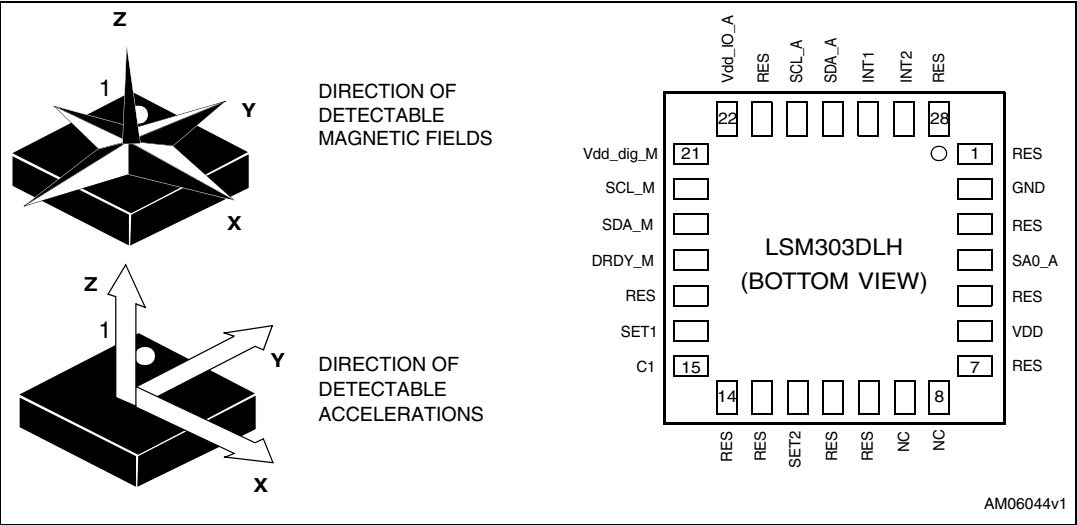 Z
1
Y
X
DIRECTION OF
DETECTABLE
MAGNETIC FIELDS
Z
1
Y
X
DIRECTION OF
DETECTABLE
ACCELERATIONS
Vdd_IO_A
RES
SCL_A
SDA_A
INT1
INT2
RES
22
28
Vdd_dig_M
21
1
RES
SCL_M
GND
SDA_M
RES
DRDY_M
SA0_A
RES
RES
SET1
VDD
C1
15
7
RES
LSM303DLH
(BOTTOM VIEW)
14
8
RES
RES
SET2
RES
RES
NC
NC
AM06044v1